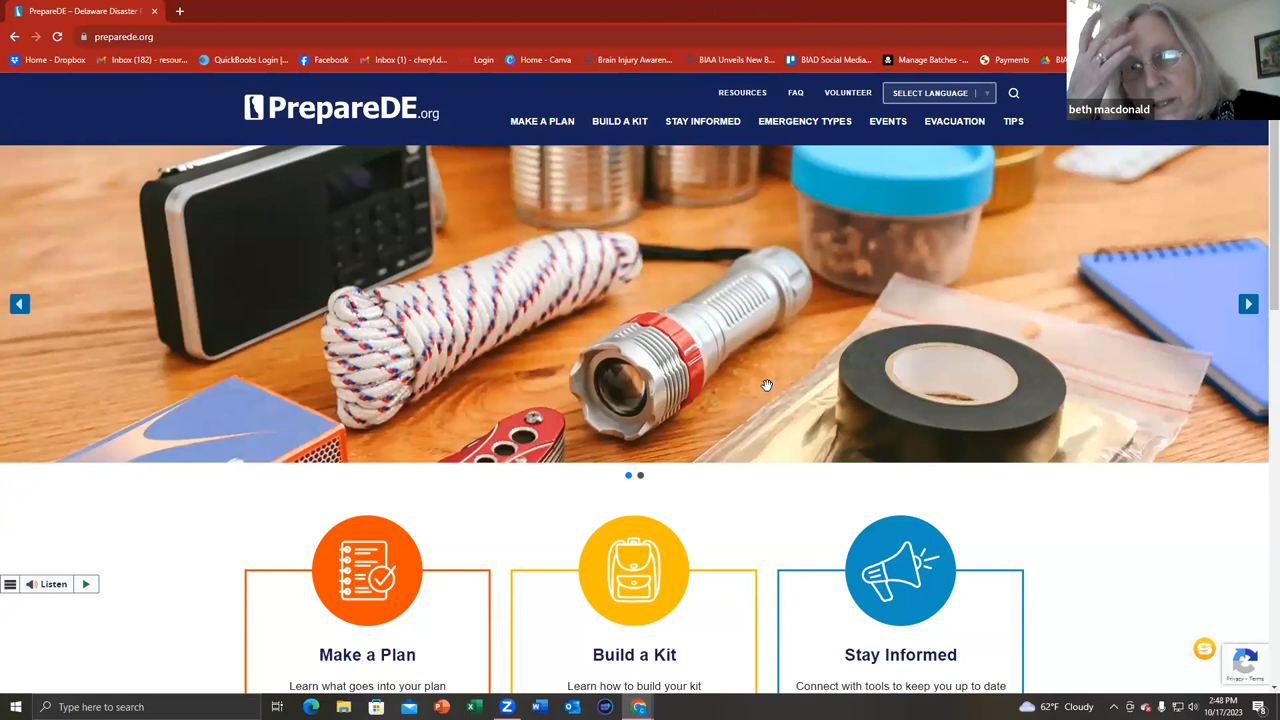 PrepareDE – Delaware Disaster
preparede.org
Home - Dropbox
Inbox (182) - resour...
QuickBooks Login |...
Facebook
Inbox (1) - cheryl.d...
Login
Home - Canva
Brain Injury Awaren...
BIAA Unveils New B...
BIAD Social Media...
Manage Batches -...
Payments
beth macdonald
RESOURCES
FAQ
VOLUNTEER
SELECT LANGUAGE
PrepareDE.org
MAKE A PLAN
BUILD A KIT
STAY INFORMED
EMERGENCY TYPES
EVENTS
EVACUATION
TIPS
Listen
Make a Plan
Learn what goes into your plan
Build a Kit
Learn how to build your kit
Stay Informed
Connect with tools to keep you up to date
Privacy - Terms
Type here to search
62°F Cloudy
2:48 PM
10/17/2023
8